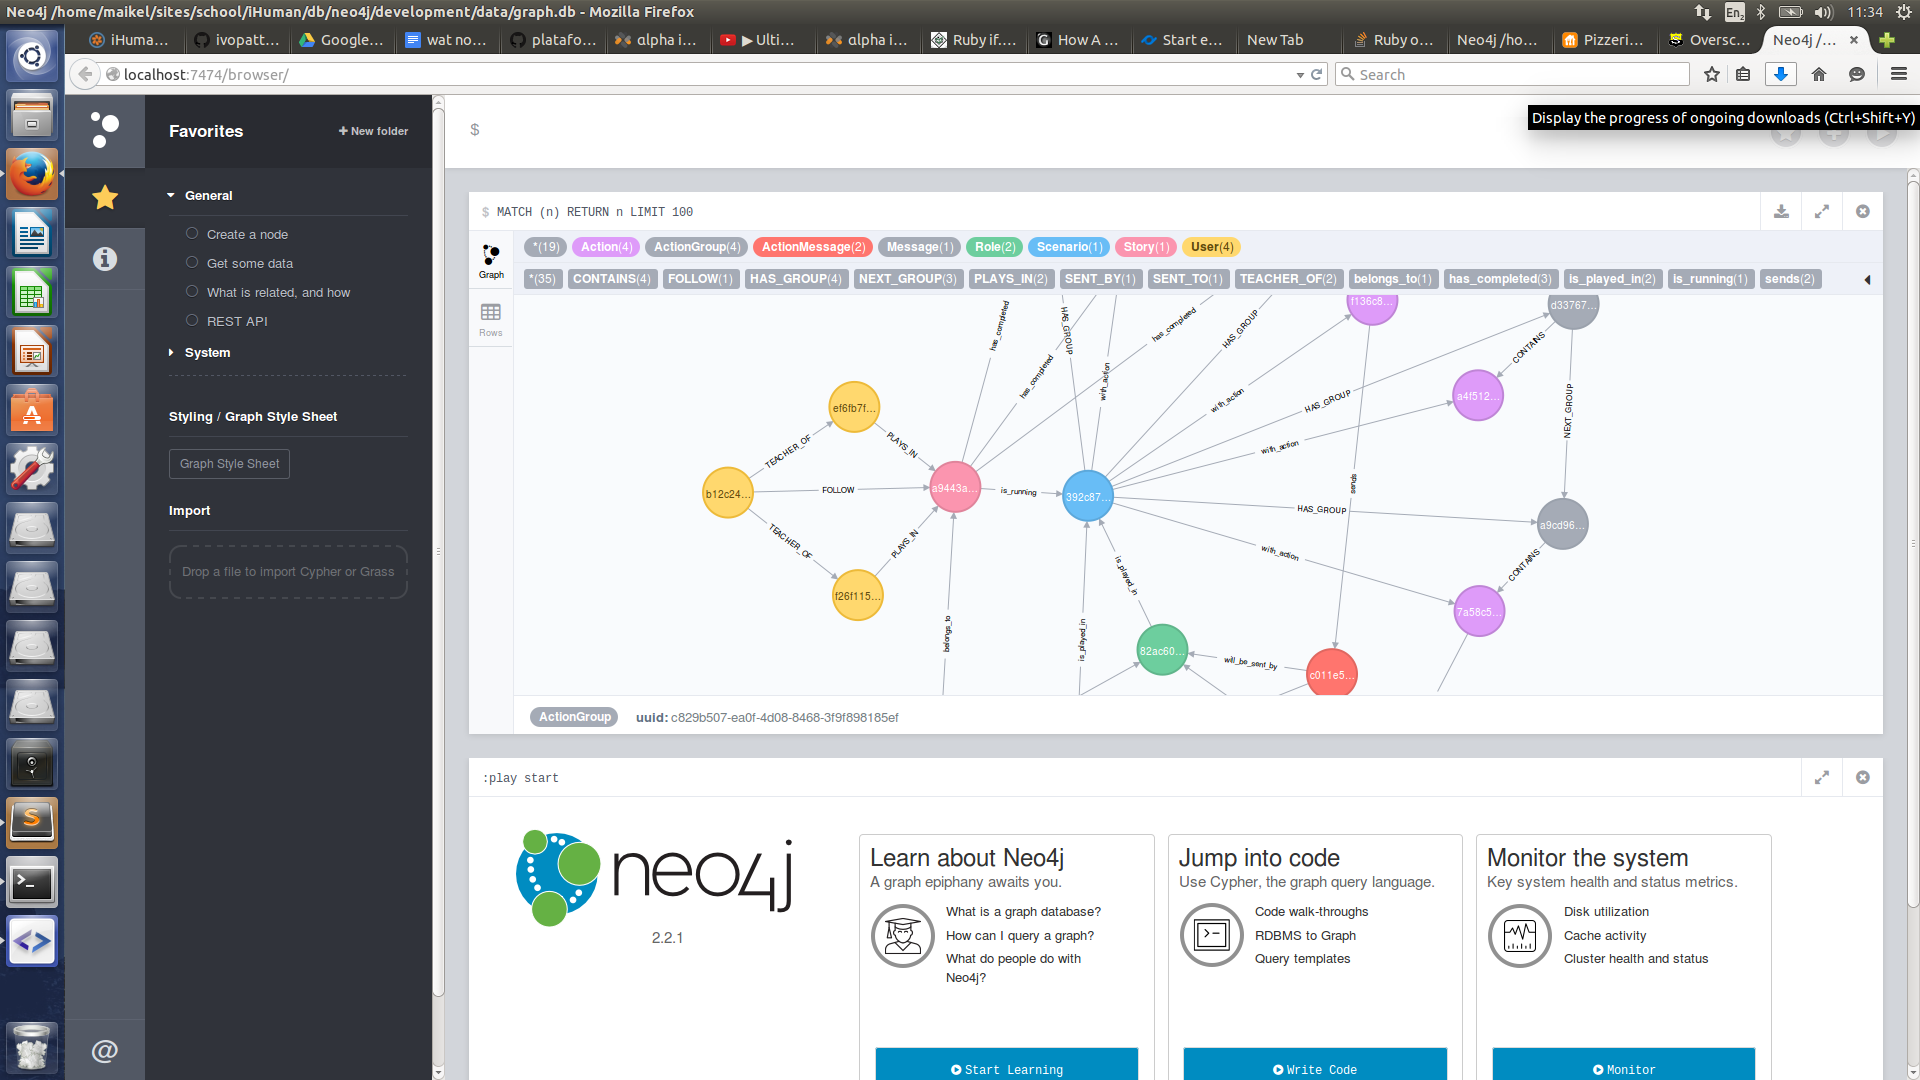 Neo4j /home/maikel/sites/school/iHuman/db/neo4j/development/data/graph.db - Mozilla Firefox
En2
11:34
iHuma...
ivopatt...
Google...
wat no...
platafo...
αlpha i...
▶ Ulti...
αlpha i...
Ruby if....
How A ...
Start e...
New Tab
Ruby o...
Neo4j /ho...
Pizzeri...
Oversc...
Neo4j /...
localhost:7474/browser/
Search
Display the progress of ongoing downloads (Ctrl+Shift+Y)
Favorites
New folder
General
Create a node
Get some data
What is related, and how
REST API
System
Styling / Graph Style Sheet
Graph Style Sheet
Import
Drop a file to import Cypher or Grass
@
$
$ MATCH (n) RETURN n LIMIT 100
Graph
Rows
*(19) Action(4) ActionGroup(4) ActionMessage(2) Message(1) Role(2) Scenario(1) Story(1) User(4)
*(35) CONTAINS(4) FOLLOW(1) HAS_GROUP(4) NEXT_GROUP(3) PLAYS_IN(2) SENT_BY(1) SENT_TO(1) TEACHER_OF(2) belongs_to(1) has_completed(3) is_played_in(2) is_running(1) sends(2)
f136c8...
d33767...
has_completed
HAS_GROUP
has_completed
HAS_GROUP
has_completed
with_action
CONTAINS
with_action
HAS_GROUP
a4f512...
NEXT_GROUP
ef6fb7f...
TEACHER_OF
PLAYS_IN
with_action
b12c24...
FOLLOW
a9443a...
is_running
392c87...
sends
HAS_GROUP
a9cd96...
TEACHER_OF
PLAYS_IN
with_action
CONTAINS
is_played_in
f26f115...
7a58c5...
belongs_to
is_played_in
82ac60...
will_be_sent_by
c011e5...
ActionGroup
uuid: c829b507-ea0f-4d08-8468-3f9f898185ef
:play start
neo4j
2.2.1
Learn about Neo4j
A graph epiphany awaits you.
What is a graph database?
How can I query a graph?
What do people do with
Neo4j?
Start Learning
Jump into code
Use Cypher, the graph query language.
Code walk-throughs
RDBMS to Graph
Query templates
Write Code
Monitor the system
Key system health and status metrics.
Disk utilization
Cache activity
Cluster health and status
Monitor